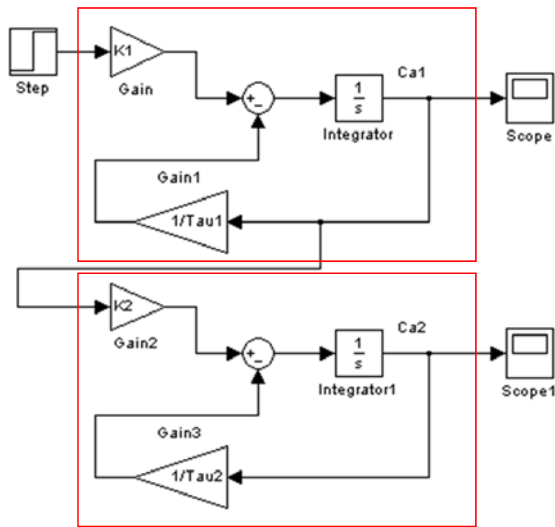 Step
K1
Gain
+
−
1
s
Integrator
Ca1
Scope
Gain1
1/Tau1
K2
Gain2
+
−
1
s
Integrator1
Ca2
Scope1
Gain3
1/Tau2